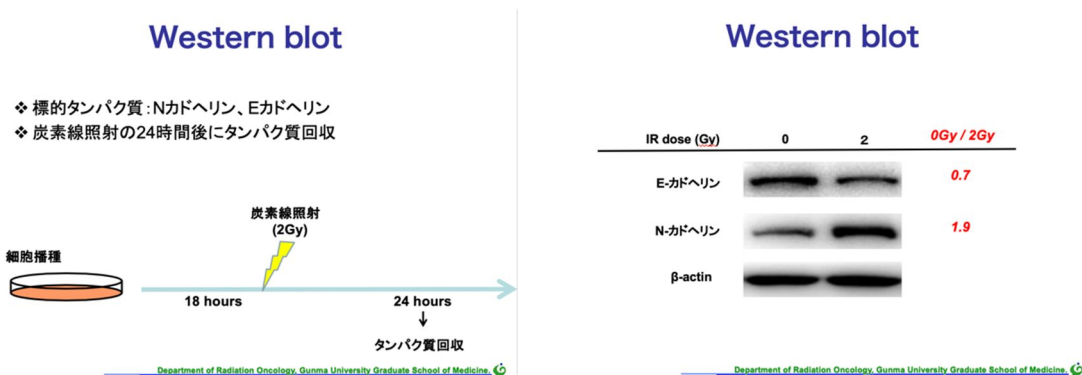 Western blot
❖ 標的タンパク質:Nカドヘリン、Eカドヘリン
❖ 炭素線照射の24時間後にタンパク質回収
炭素線照射
(2Gy)
細胞播種
18 hours
24 hours
タンパク質回収
Department of Radiation Oncology, Gunma University Graduate School of Medicine.
Western blot
IR dose (Gy) 0 2 0Gy / 2Gy
E-カドヘリン 0.7
N-カドヘリン 1.9
β-actin
Department of Radiation Oncology, Gunma University Graduate School of Medicine.